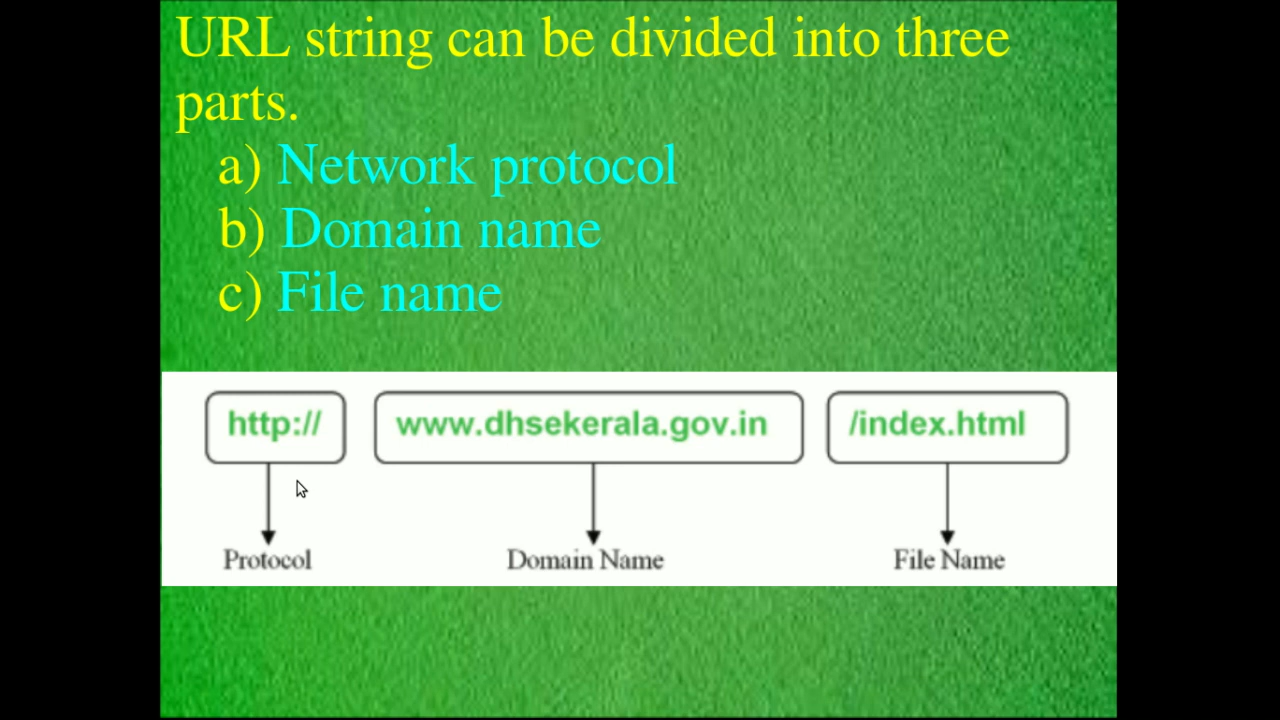 URL string can be divided into three
parts.
a) Network protocol
b) Domain name
c) File name
http:// www.dhsekerala.gov.in /index.html
Protocol Domain Name File Name